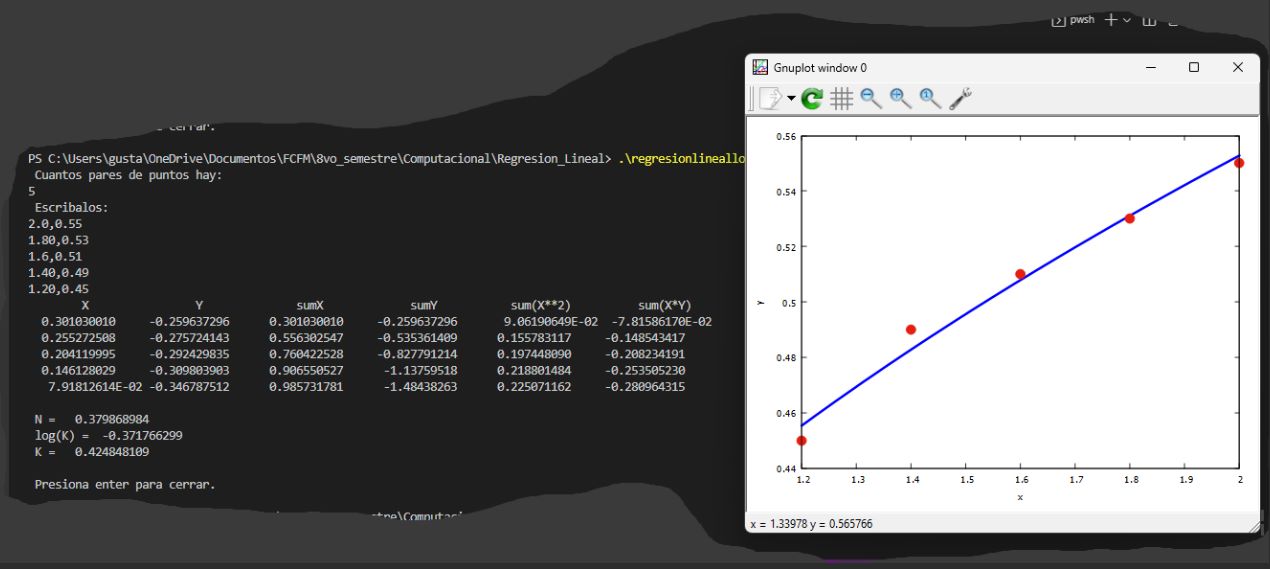 pwsh
cerrar.
PS C:\Users\gusta\OneDrive\Documentos\FCFM\8vo_semestre\Computacional\Regresion_Lineal> .\regresionlineallo
Cuantos pares de puntos hay:
5
Escribalos:
2.0,0.55
1.80,0.53
1.6,0.51
1.40,0.49
1.20,0.45
X Y sumX sumY sum(X**2) sum(X*Y)
0.301030010 -0.259637296 0.301030010 -0.259637296 9.06190649E-02 -7.81586170E-02
0.255272508 -0.275724143 0.556302547 -0.535361409 0.155783117 -0.148543417
0.204119995 -0.292429835 0.760422528 -0.827791214 0.197448090 -0.208234191
0.146128029 -0.309803903 0.906550527 -1.13759518 0.218801484 -0.253505230
7.91812614E-02 -0.346787512 0.985731781 -1.48438263 0.225071162 -0.280964315
N = 0.379868984
log(K) = -0.371766299
K = 0.424848109
Presiona enter para cerrar.
Gnuplot window 0
0.56
0.54
0.52
0.5
0.48
0.46
0.44
Y
1.2 1.3 1.4 1.5 1.6 1.7 1.8 1.9 2
x
x = 1.33978 y = 0.565766